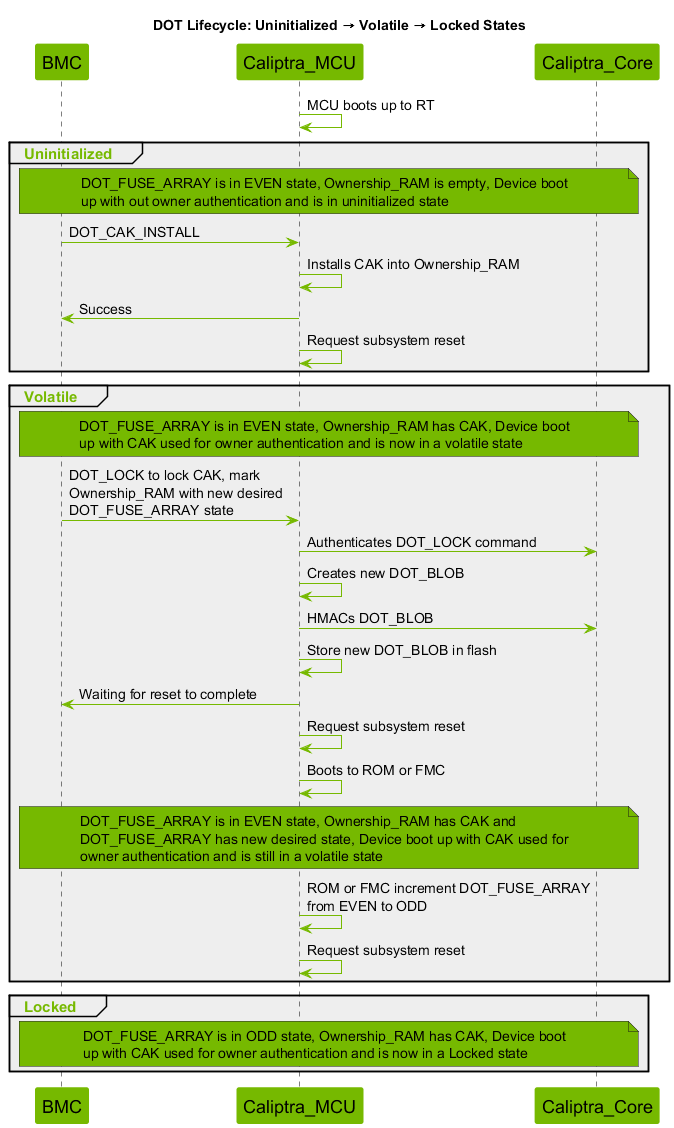 DOT Lifecycle: Uninitialized → Volatile → Locked States
BMC
Caliptra_MCU
Caliptra_Core
MCU boots up to RT
Uninitialized
DOT_FUSE_ARRAY is in EVEN state, Ownership_RAM is empty, Device boot
up with out owner authentication and is in uninitialized state
DOT_CAK_INSTALL
Installs CAK into Ownership_RAM
Success
Request subsystem reset
Volatile
DOT_FUSE_ARRAY is in EVEN state, Ownership_RAM has CAK, Device boot
up with CAK used for owner authentication and is now in a volatile state
DOT_LOCK to lock CAK, mark
Ownership_RAM with new desired
DOT_FUSE_ARRAY state
Authenticates DOT_LOCK command
Creates new DOT_BLOB
HMACs DOT_BLOB
Store new DOT_BLOB in flash
Waiting for reset to complete
Request subsystem reset
Boots to ROM or FMC
DOT_FUSE_ARRAY is in EVEN state, Ownership_RAM has CAK and
DOT_FUSE_ARRAY has new desired state, Device boot up with CAK used for
owner authentication and is still in a volatile state
ROM or FMC increment DOT_FUSE_ARRAY
from EVEN to ODD
Request subsystem reset
Locked
DOT_FUSE_ARRAY is in ODD state, Ownership_RAM has CAK, Device boot
up with CAK used for owner authentication and is now in a Locked state
BMC
Caliptra_MCU
Caliptra_Core